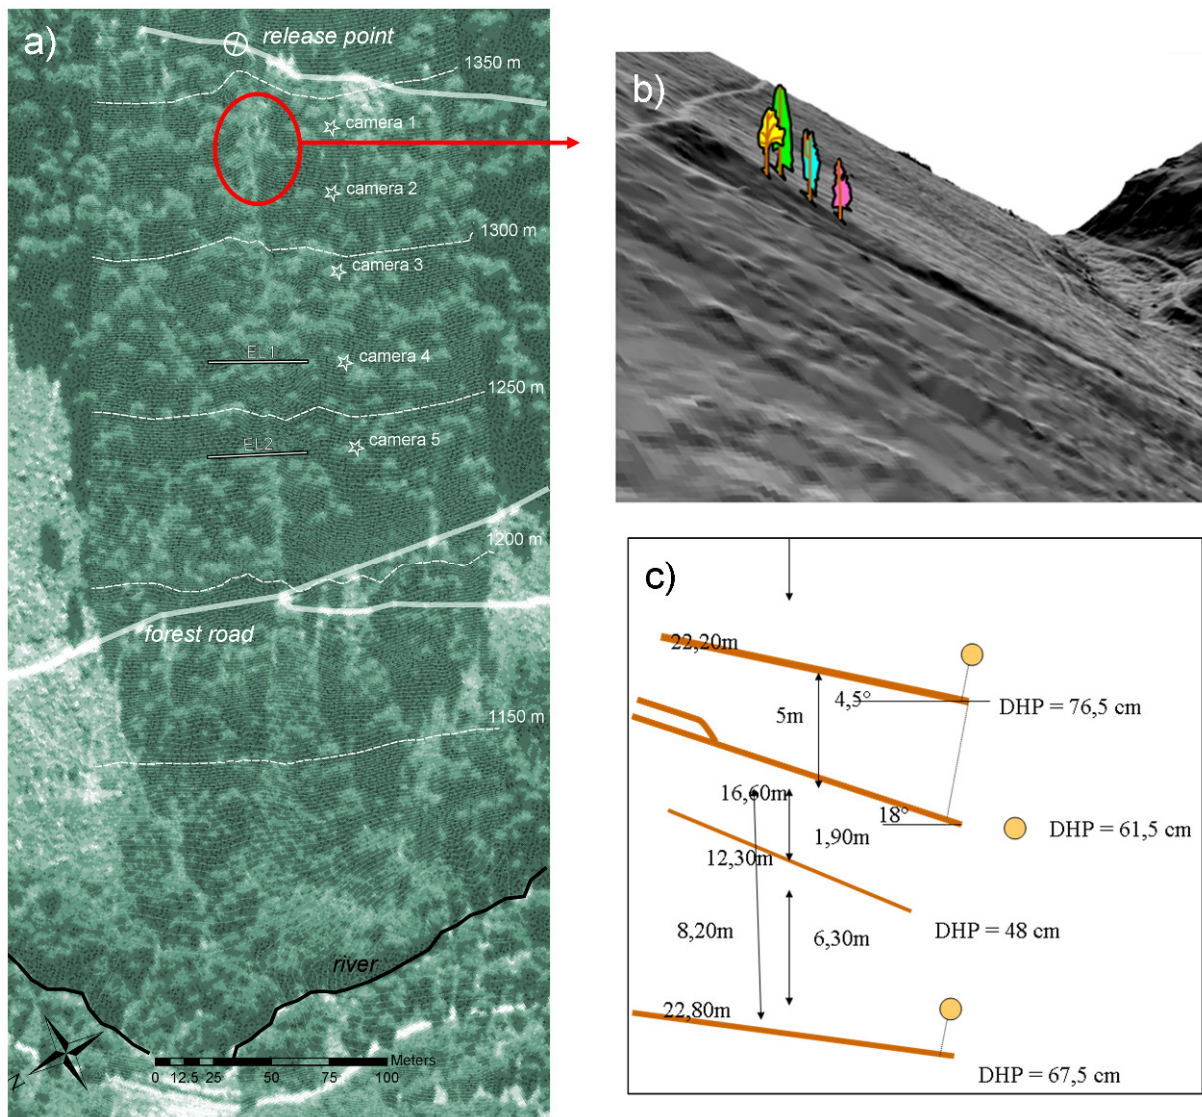 a)
release point
1350 m
camera 1
camera 2
1300 m
camera 3
EL1
camera 4
1250 m
camera 5
EL2
1200 m
forest road
1150 m
river
N
Meters
0 12.5 25 50 75 100
b)
c)
22,20m
4,5°
5m
DHP = 76,5 cm
16,60m
18°
1,90m
DHP = 61,5 cm
12,30m
8,20m
6,30m
DHP = 48 cm
22,80m
DHP = 67,5 cm